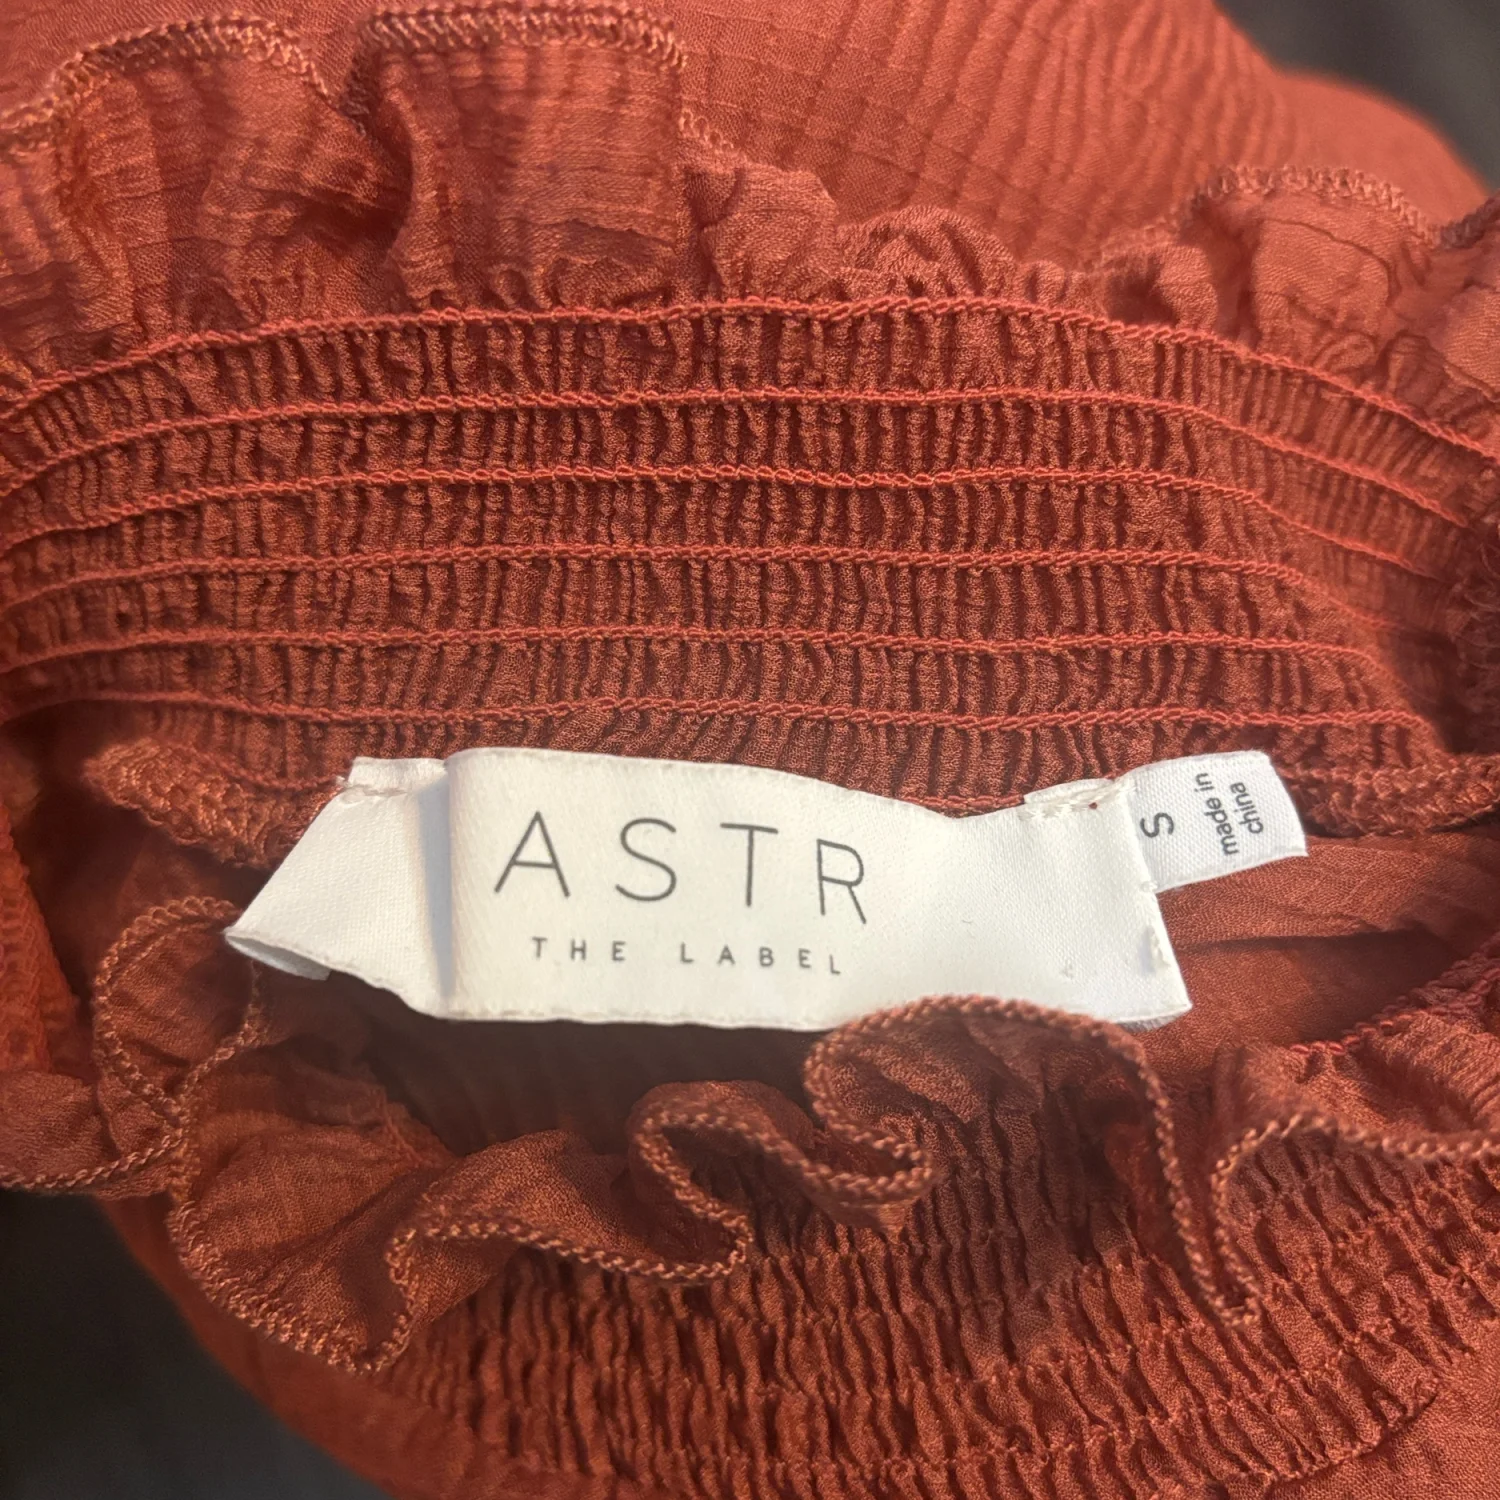 ASTR
THE LABEL
S
made in
china